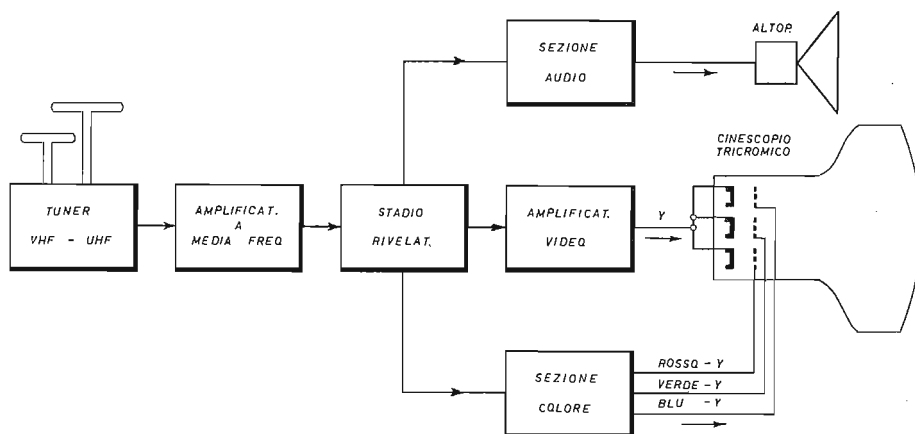 SEZIONE
AUDIO
ALTOP.
CINESCOPIO
TRICROMICO
TUNER
VHF - UHF
AMPLIFICAT.
A
MEDIA FREQ.
STADIO
RIVELAT.
AMPLIFICAT.
VIDEO
Y
SEZIONE
COLORE
ROSSO - Y
VERDE - Y
BLU - Y